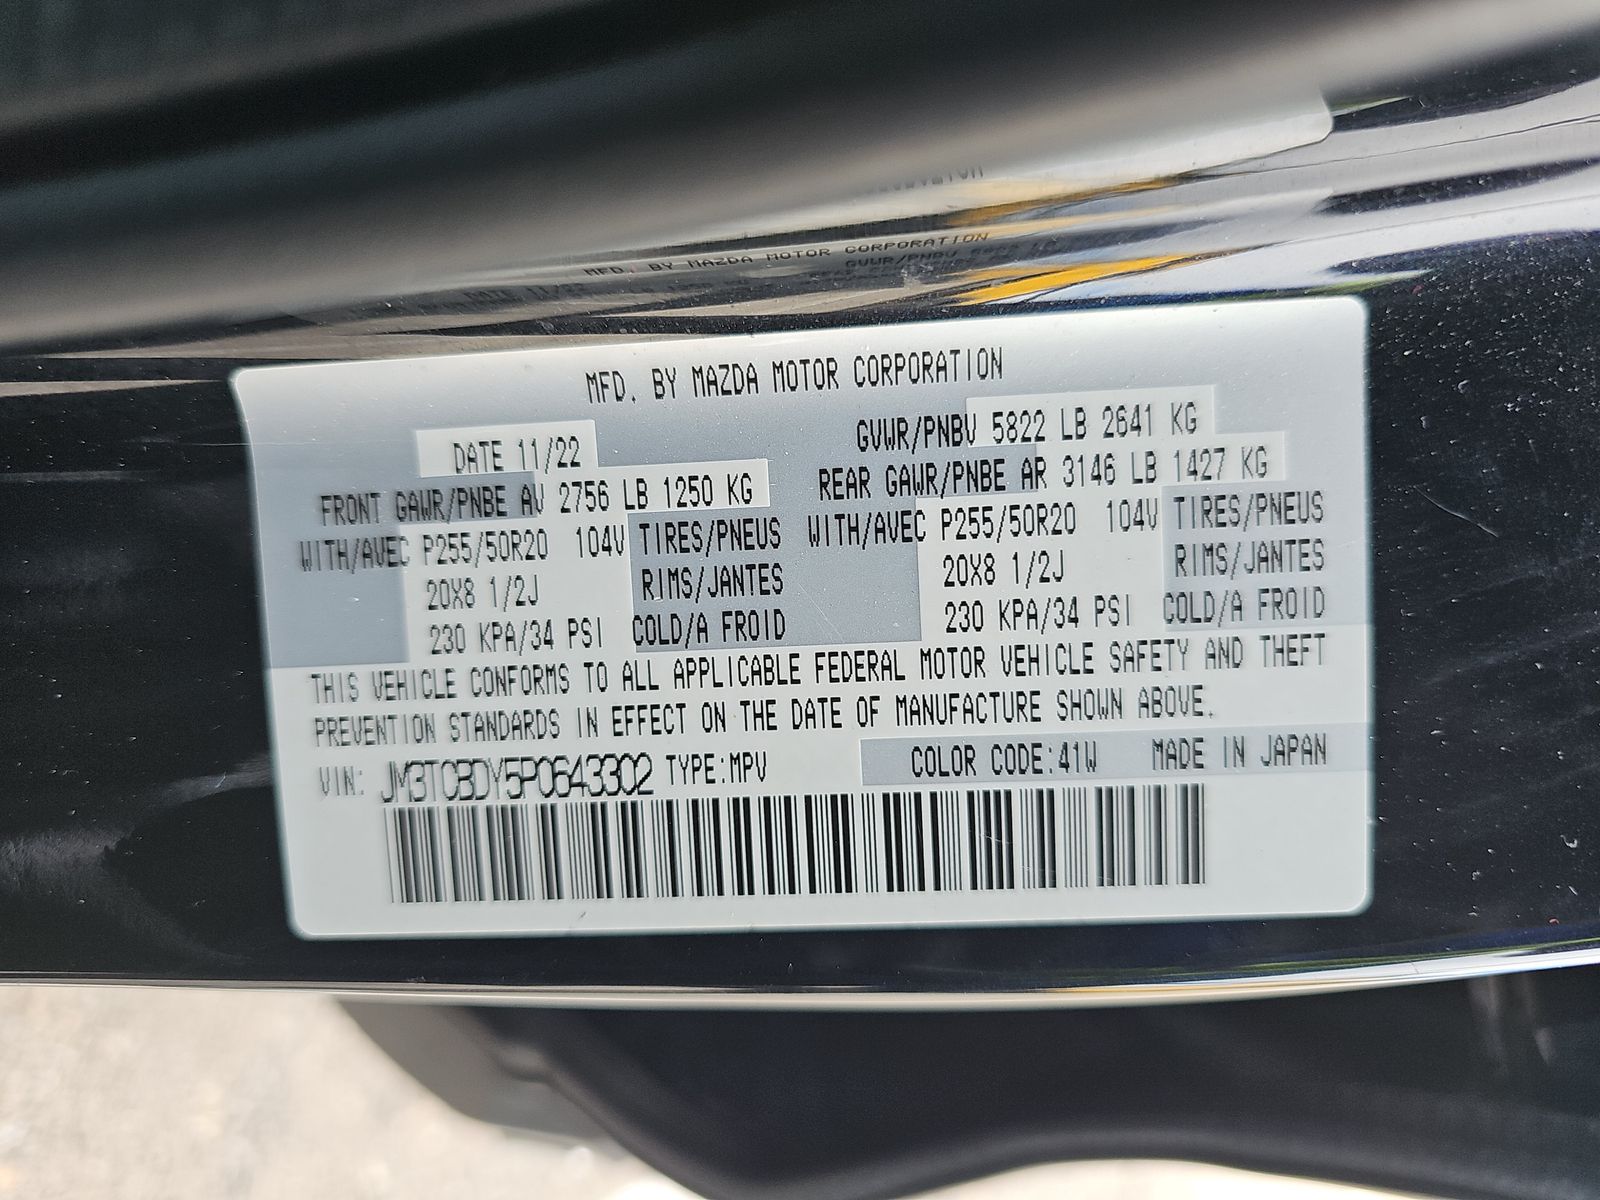 MFD. BY MAZDA MOTOR CORPORATION
DATE 11/22 GVWR/PNBV 5822 LB 2641 KG
FRONT GAWR/PNBE AV 2756 LB 1250 KG REAR GAWR/PNBE AR 3146 LB 1427 KG
WITH/AVEC P255/50R20 104V TIRES/PNEUS WITH/AVEC P255/50R20 104V TIRES/PNEUS
20X8 1/2J RIMS/JANTES 20X8 1/2J RIMS/JANTES
230 KPA/34 PSI COLD/A FROID 230 KPA/34 PSI COLD/A FROID
THIS VEHICLE CONFORMS TO ALL APPLICABLE FEDERAL MOTOR VEHICLE SAFETY AND THEFT
PREVENTION STANDARDS IN EFFECT ON THE DATE OF MANUFACTURE SHOWN ABOVE.
VIN: JM3TCBDY5P0643302 TYPE:MPV COLOR CODE:41W MADE IN JAPAN